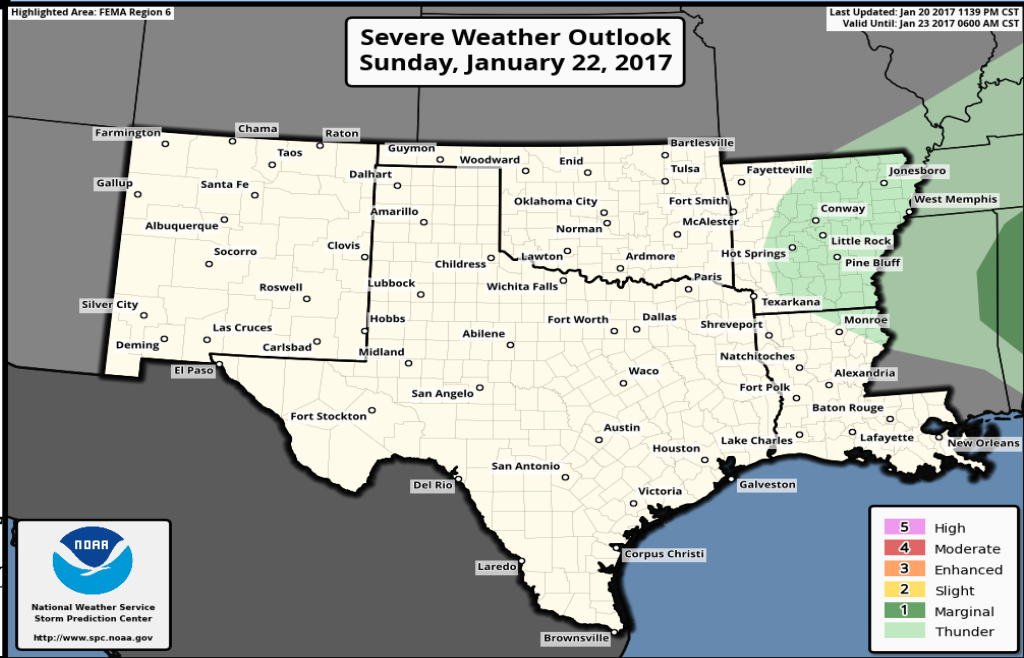 Highlighted Area: FEMA Region 6
Last Updated: Jan 20 2017 1139 PM CST
Valid Until: Jan 23 2017 0600 AM CST
Severe Weather Outlook
Sunday, January 22, 2017
Farmington
Chama
Raton
Taos
Guymon
Woodward
Enid
Bartlesville
Tulsa
Fayetteville
Jonesboro
Gallup
Santa Fe
Dalhart
Oklahoma City
Fort Smith
West Memphis
Albuquerque
Amarillo
Norman
McAlester
Conway
Little Rock
Socorro
Clovis
Childress
Lawton
Ardmore
Hot Springs
Pine Bluff
Roswell
Lubbock
Wichita Falls
Paris
Texarkana
Silver City
Las Cruces
Hobbs
Abilene
Fort Worth
Dallas
Shreveport
Monroe
Deming
Carlsbad
Midland
Natchitoches
El Paso
San Angelo
Waco
Fort Polk
Alexandria
Fort Stockton
Austin
Baton Rouge
Houston
Lake Charles
Lafayette
New Orleans
Del Rio
San Antonio
Victoria
Galveston
Laredo
Corpus Christi
Brownsville
NOAA
National Weather Service
Storm Prediction Center
http://www.spc.noaa.gov
5 High
4 Moderate
3 Enhanced
2 Slight
1 Marginal
Thunder